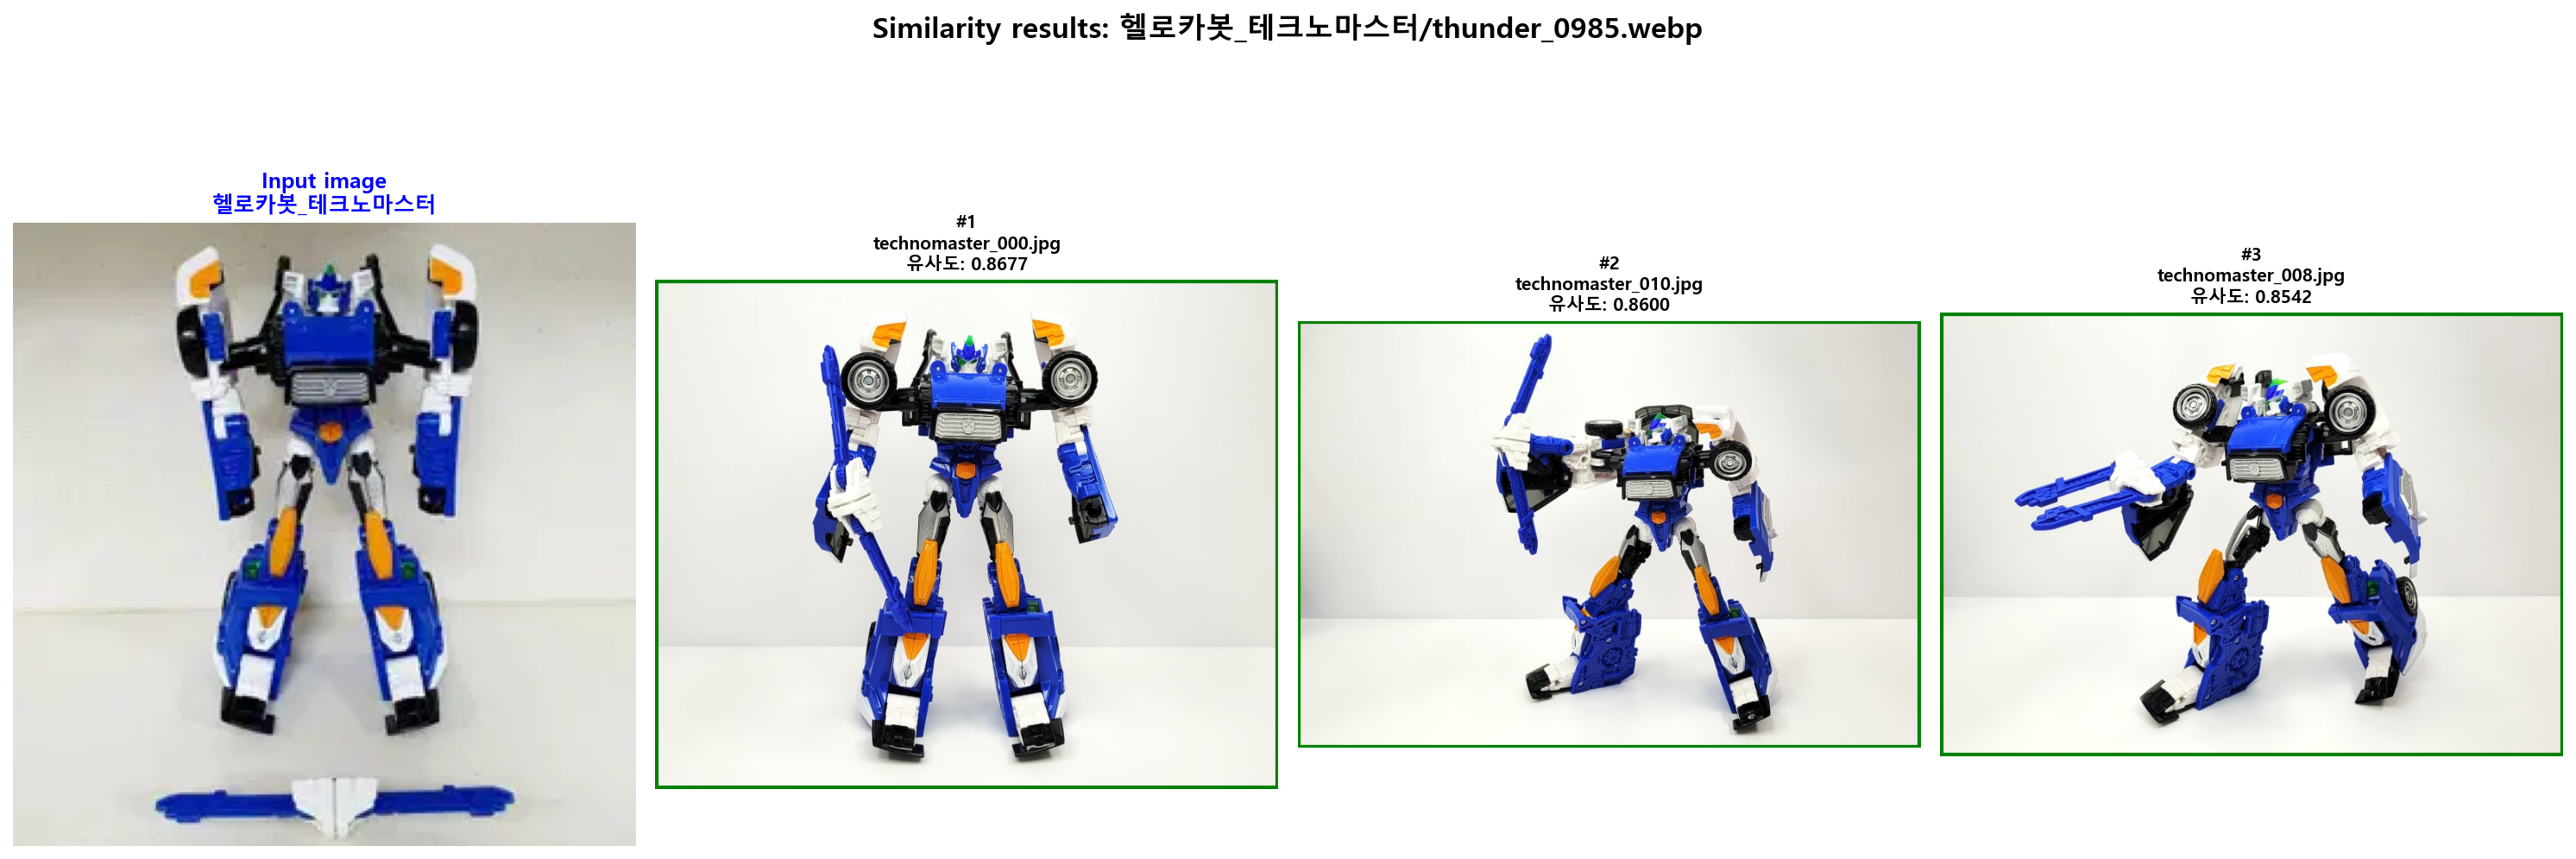 Similarity results: 헬로카봇_테크노마스터/thunder_0985.webp
Input image
헬로카봇_테크노마스터
#1
technomaster_000.jpg
유사도: 0.8677
#2
technomaster_010.jpg
유사도: 0.8600
#3
technomaster_008.jpg
유사도: 0.8542